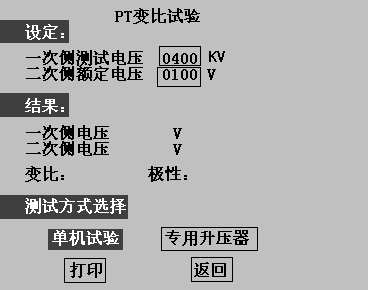 PT变比试验
设定：
一次侧测试电压 0400 KV
二次侧额定电压 0100 V
结果：
一次侧电压 V
二次侧电压 V
变比： 极性：
测试方式选择
单机试验 专用升压器
打印 返回